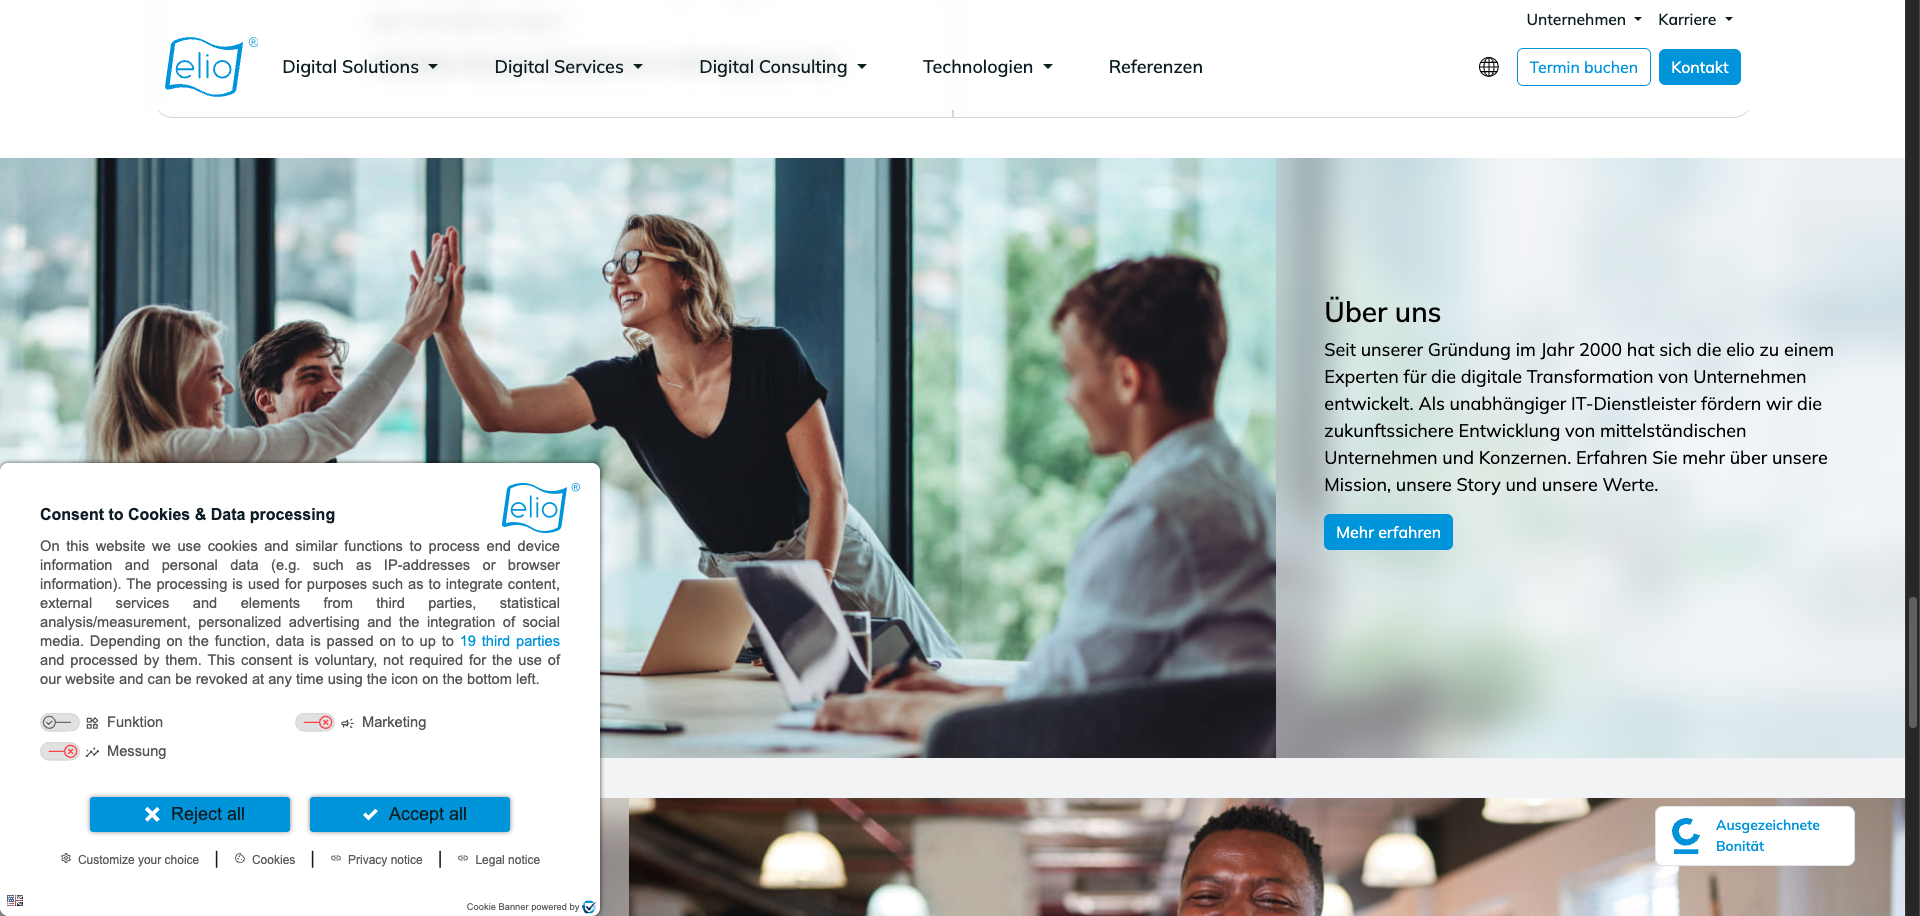 Unternehmen
Karriere
elio®
Digital Solutions
Digital Services
Digital Consulting
Technologien
Referenzen
Termin buchen
Kontakt
Über uns
Seit unserer Gründung im Jahr 2000 hat sich die elio zu einem
Experten für die digitale Transformation von Unternehmen
entwickelt. Als unabhängiger IT-Dienstleister fördern wir die
zukunftssichere Entwicklung von mittelständischen
Unternehmen und Konzernen. Erfahren Sie mehr über unsere
Mission, unsere Story und unsere Werte.
Mehr erfahren
elio®
Consent to Cookies & Data processing
On this website we use cookies and similar functions to process end device
information and personal data (e.g. such as IP-addresses or browser
information). The processing is used for purposes such as to integrate content,
external services and elements from third parties, statistical
analysis/measurement, personalized advertising and the integration of social
media. Depending on the function, data is passed on to up to 19 third parties
and processed by them. This consent is voluntary, not required for the use of
our website and can be revoked at any time using the icon on the bottom left.
Funktion
Marketing
Messung
Reject all
Accept all
Customize your choice
Cookies
Privacy notice
Legal notice
Cookie Banner powered by
Ausgezeichnete
Bonität